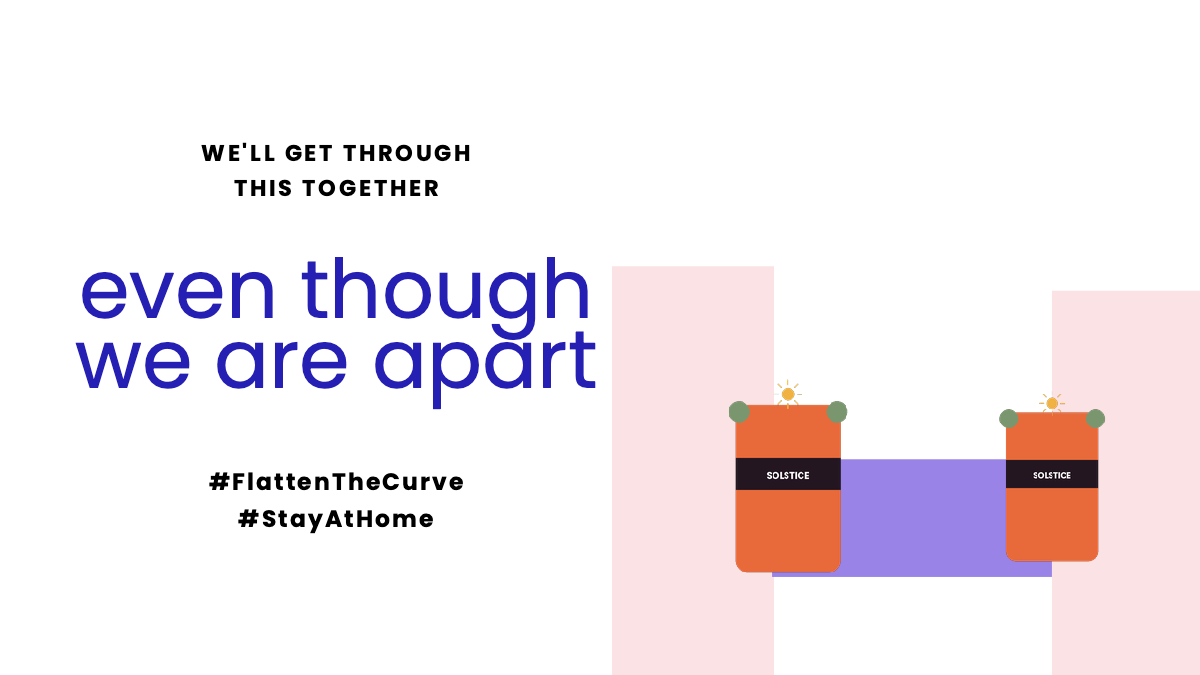 WE'LL GET THROUGH
THIS TOGETHER
even though
we are apart
#FlattenTheCurve
#StayAtHome
SOLSTICE
SOLSTICE